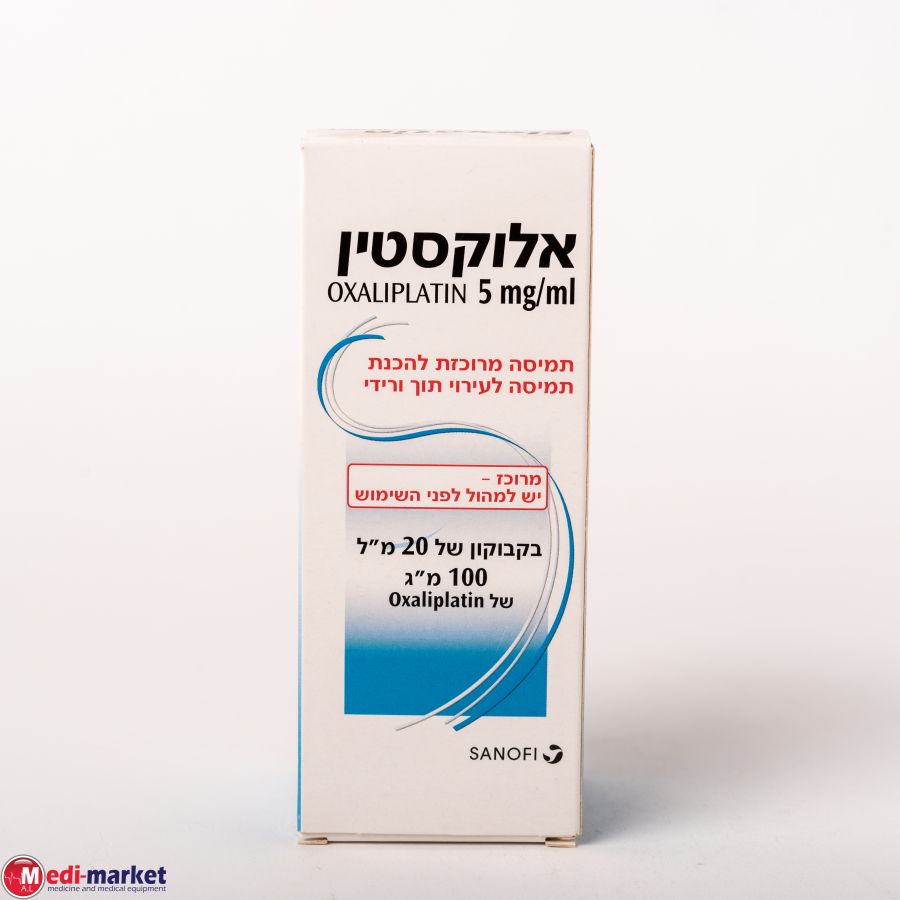 אלוקסטין
OXALIPLATIN 5 mg/ml
תמיסה מרוכזת להכנת
תמיסה לעירוי תוך ורידי
מרוכז –
יש למהול לפני השימוש
בקבוקון של 20 מ"ל
100 מ"ג
של Oxaliplatin
SANOFI
M
A.L
Medi-market
medicine and medical equipment